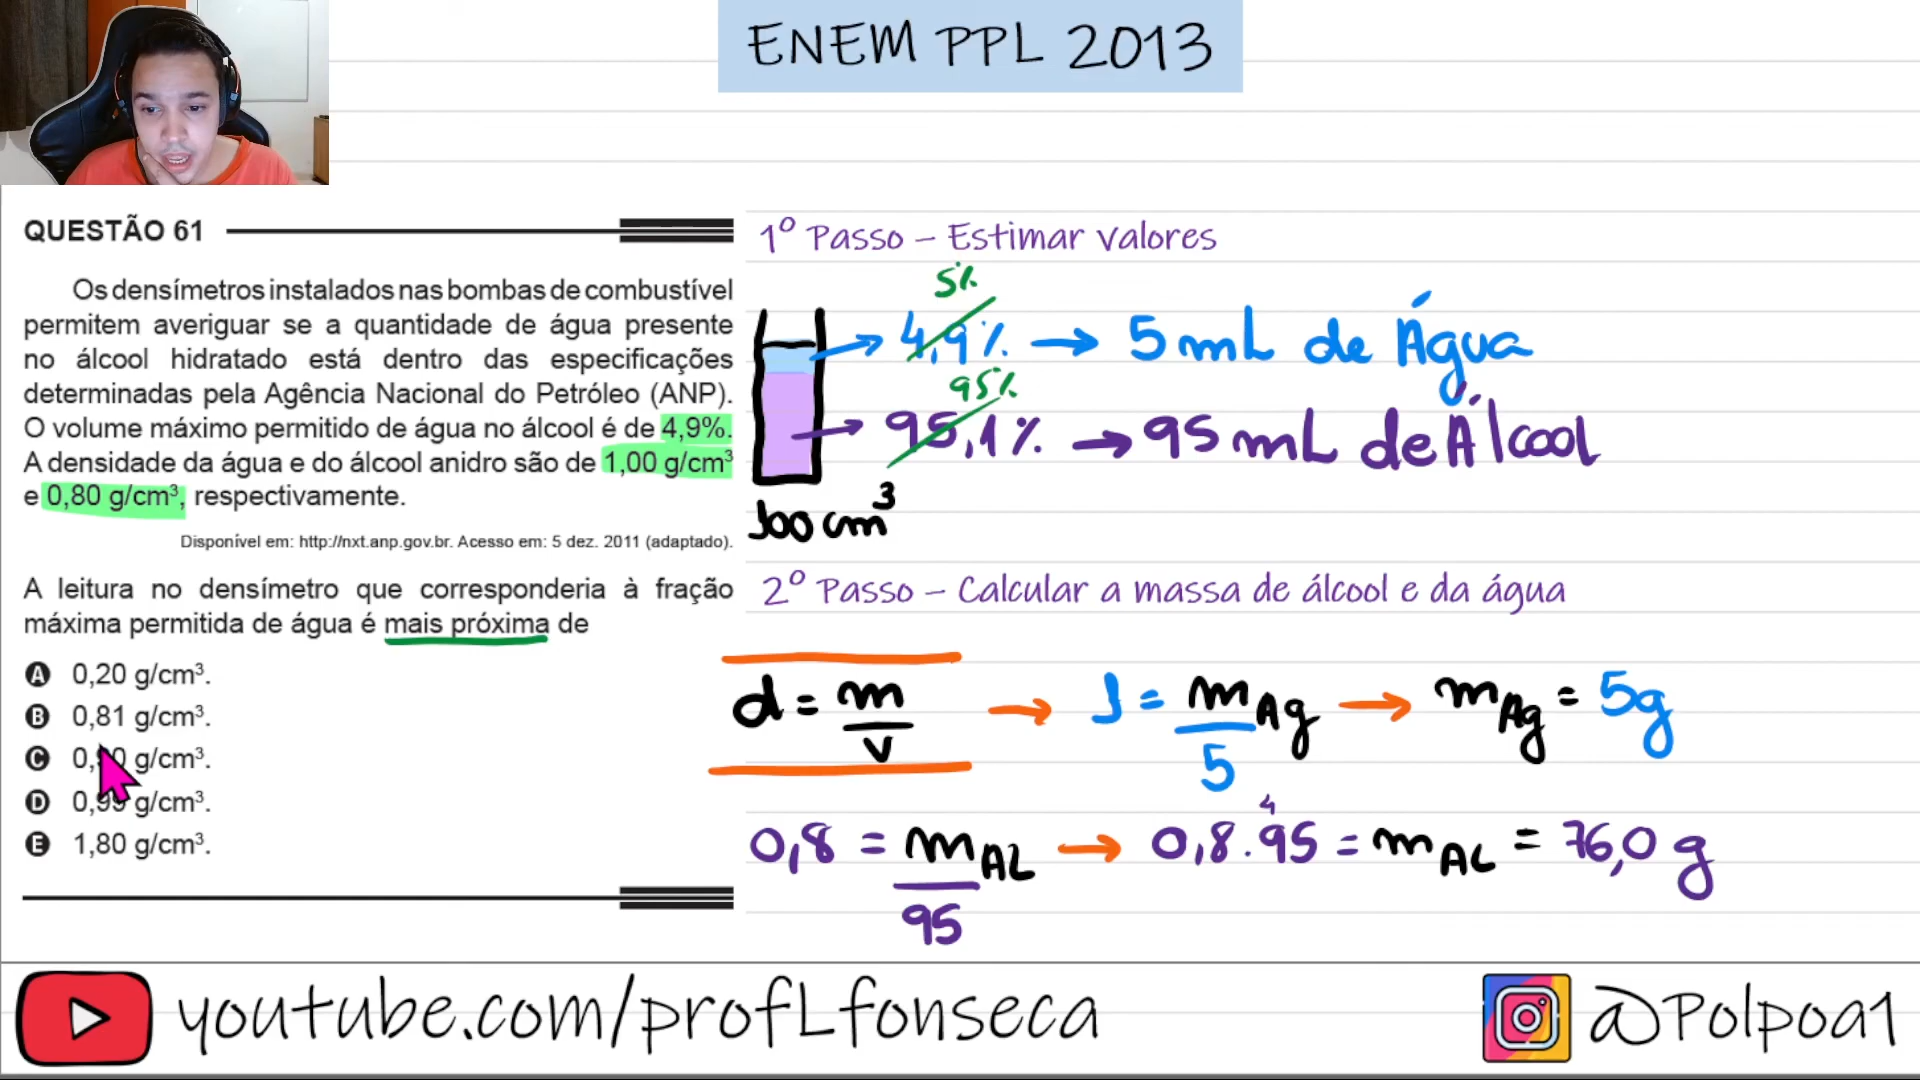 ENEM PPL 2013
QUESTÃO 61
Os densímetros instalados nas bombas de combustível
permitem averiguar se a quantidade de água presente
no álcool hidratado está dentro das especificações
determinadas pela Agência Nacional do Petróleo (ANP).
O volume máximo permitido de água no álcool é de 4,9%.
A densidade da água e do álcool anidro são de 1,00 g/cm³
e 0,80 g/cm³, respectivamente.
Disponível em: http://nxt.anp.gov.br. Acesso em: 5 dez. 2011 (adaptado).
A leitura no densímetro que corresponderia à fração
máxima permitida de água é mais próxima de
A 0,20 g/cm³.
B 0,81 g/cm³.
C 0,90 g/cm³.
D 0,99 g/cm³.
E 1,80 g/cm³.
1º Passo – Estimar valores
5%
4,9% → 5 mL de Água
95%
95,1% → 95 mL de Álcool
100 cm³
2º Passo – Calcular a massa de álcool e da água
d = m/v → 1 = mAg/5 → mAg = 5g
4
0,8 = mAL/95 → 0,8.95 = mAL = 76,0 g
youtube.com/profLfonseca
@Polpoa1